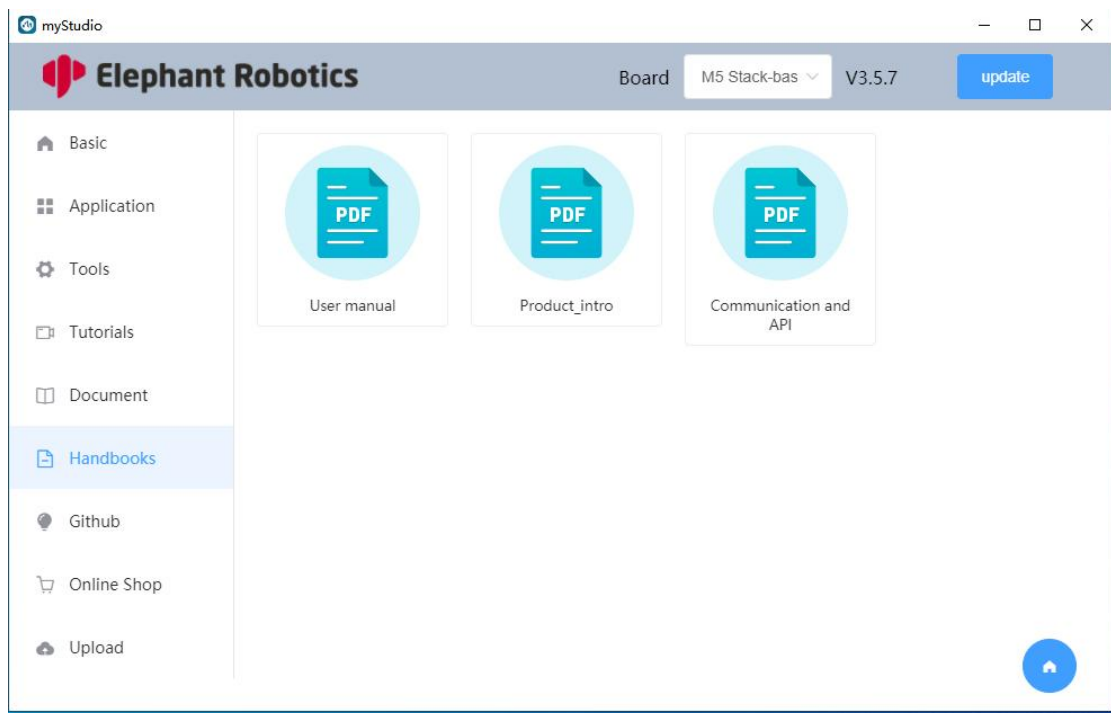 myStudio
Elephant Robotics
Board
M5 Stack-bas
V3.5.7
update
Basic
Application
Tools
Tutorials
Document
Handbooks
Github
Online Shop
Upload
PDF
User manual
PDF
Product_intro
PDF
Communication and
API